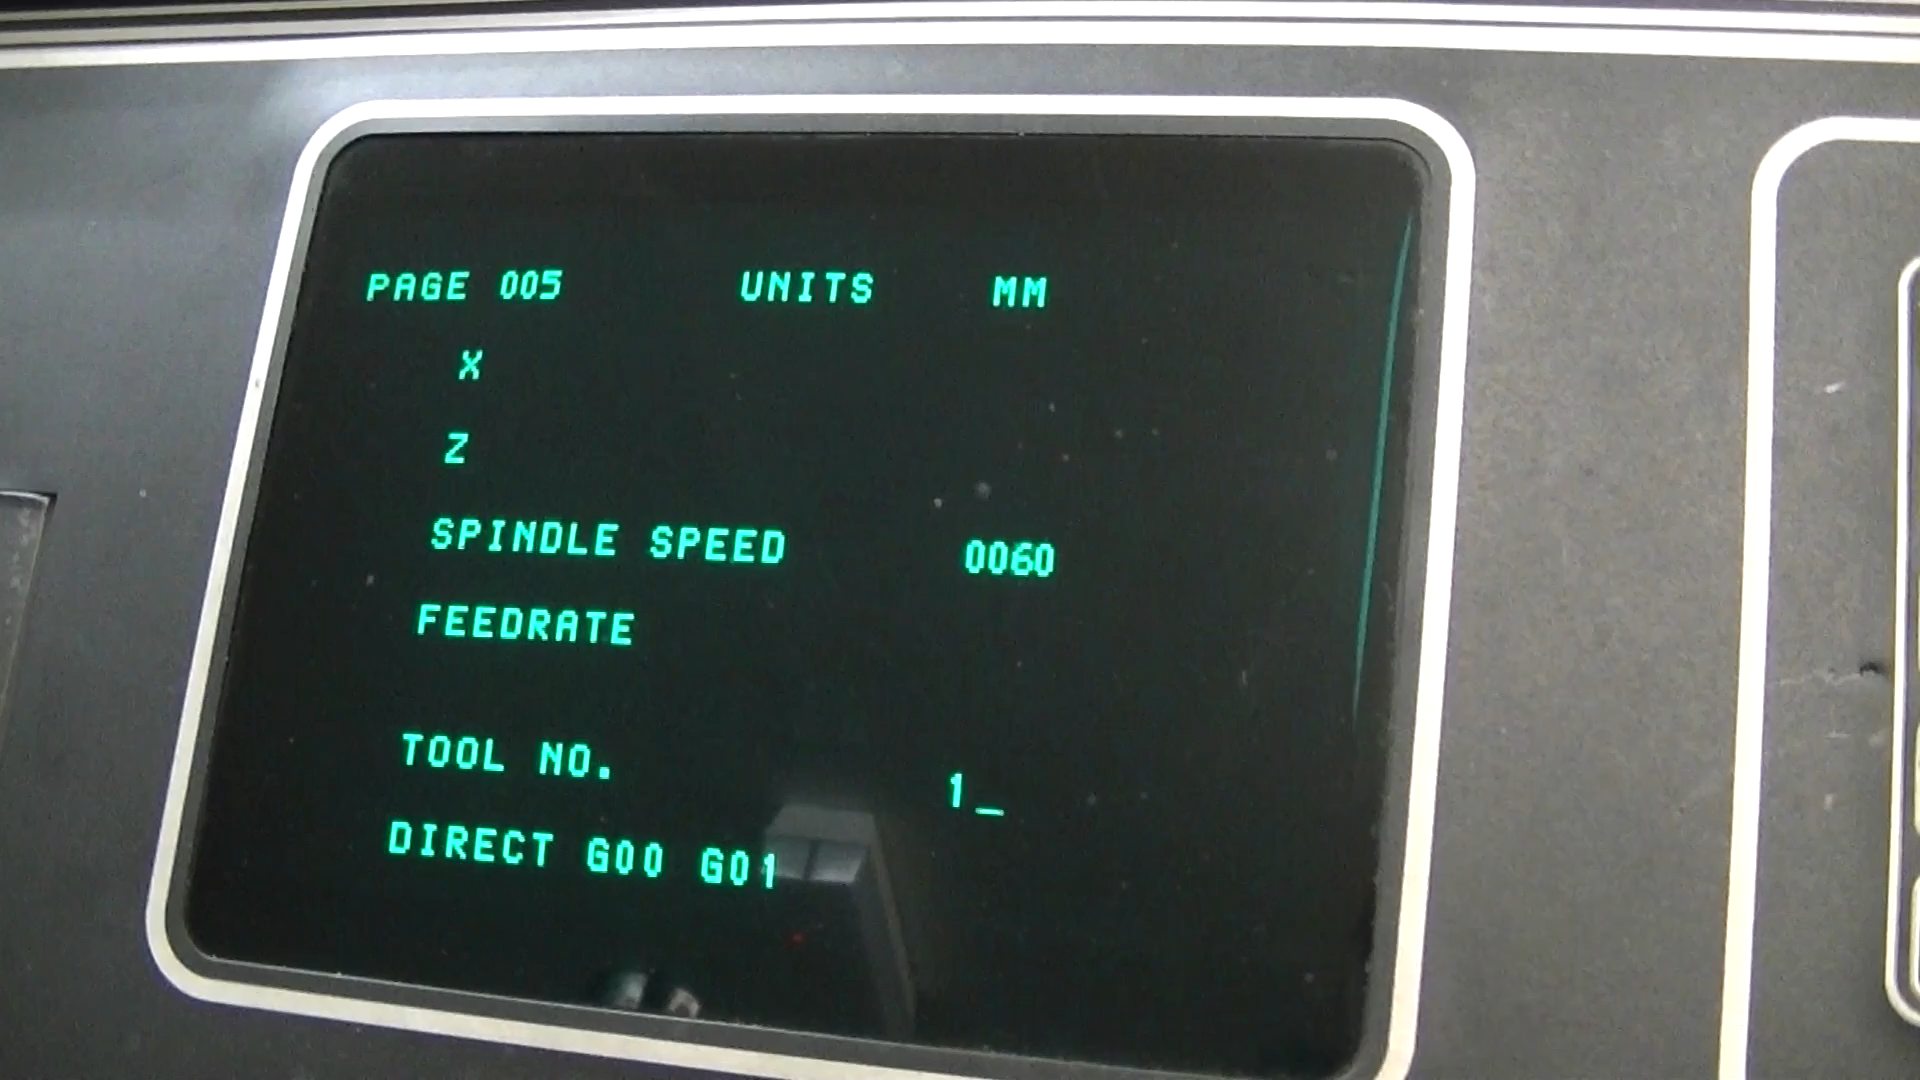 PAGE 005 UNITS MM
X
Z
SPINDLE SPEED 0060
FEEDRATE
TOOL NO. 1_
DIRECT G00 G01